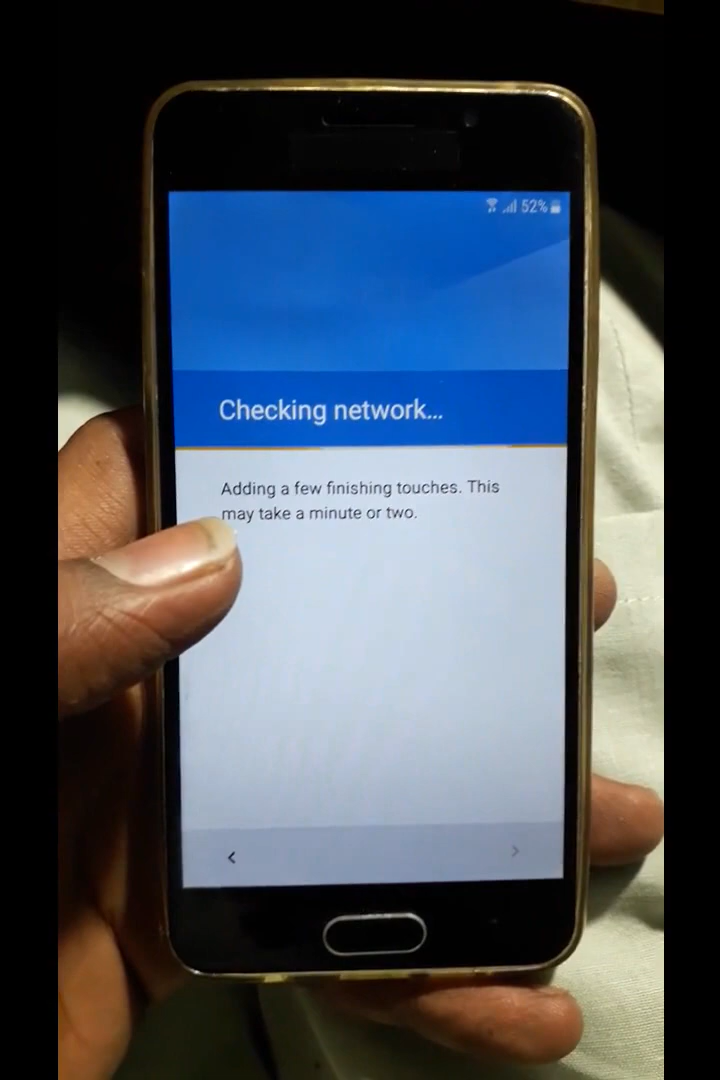 52%
Checking network...
Adding a few finishing touches. This
may take a minute or two.